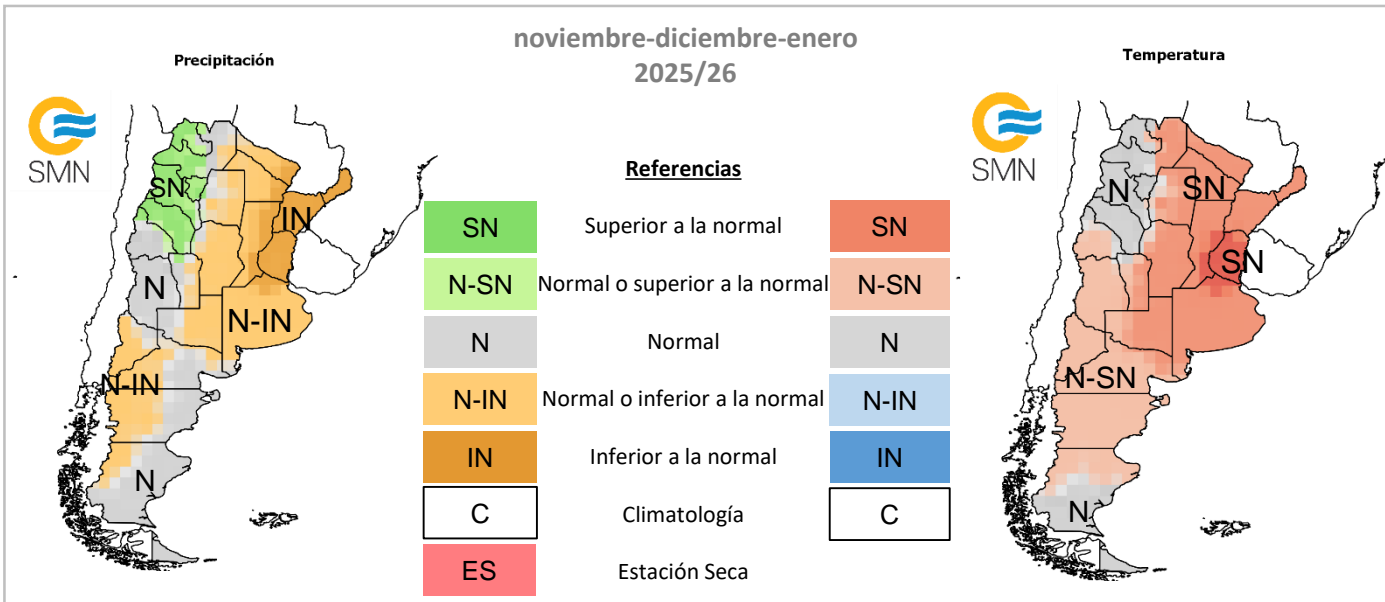 noviembre-diciembre-enero
2025/26
Precipitación
SMN
SN
IN
N
N-IN
N-IN
N
Referencias
SN Superior a la normal SN
N-SN Normal o superior a la normal N-SN
N Normal N
N-IN Normal o inferior a la normal N-IN
IN Inferior a la normal IN
C Climatología C
ES Estación Seca
Temperatura
SMN
N
SN
SN
N-SN
N